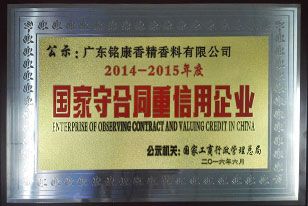 公示：广东铭康香精香料有限公司
2014-2015年度
国家守合同重信用企业
ENTERPRISE OF OBSERVING CONTRACT AND VALUING CREDIT IN CHINA
公示机关：国家工商行政管理总局
二〇一六年六月